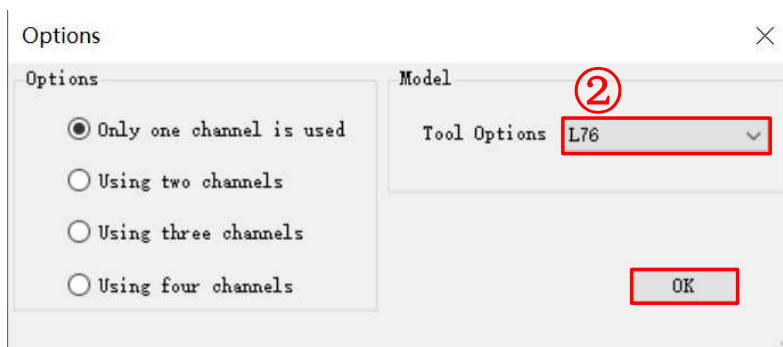 Options
Options
Only one channel is used
Using two channels
Using three channels
Using four channels
Model
②
Tool Options L76
OK